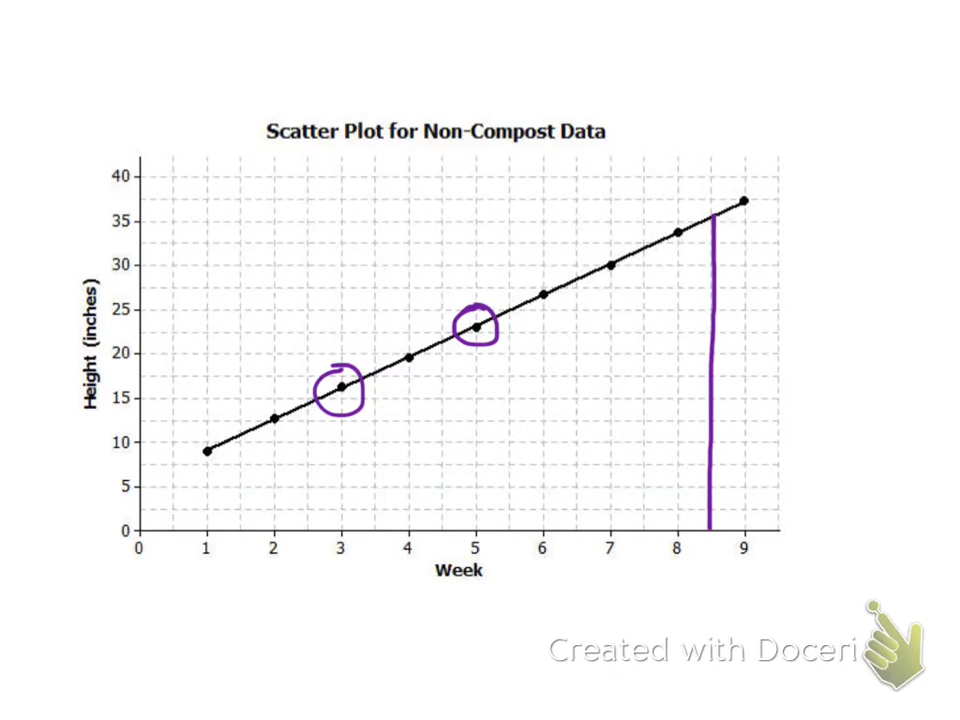 Scatter Plot for Non-Compost Data
40
35
30
25
20
15
10
5
0
Height (inches)
0 1 2 3 4 5 6 7 8 9
Week
Created with Doceri